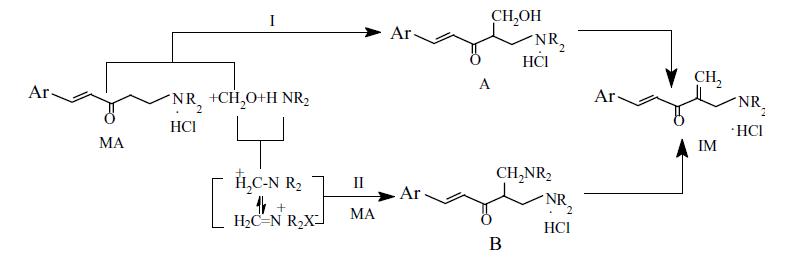 I
CH2OH
Ar
NR2
O
·
HCl
A
Ar
NR2
O
·
HCl
MA
+CH2O+H NR2
CH2
Ar
NR2
O
·HCl
IM
+
H2C-N R2
+
H2C=N R2X-
II
MA
CH2NR2
Ar
NR2
O
·
HCl
B